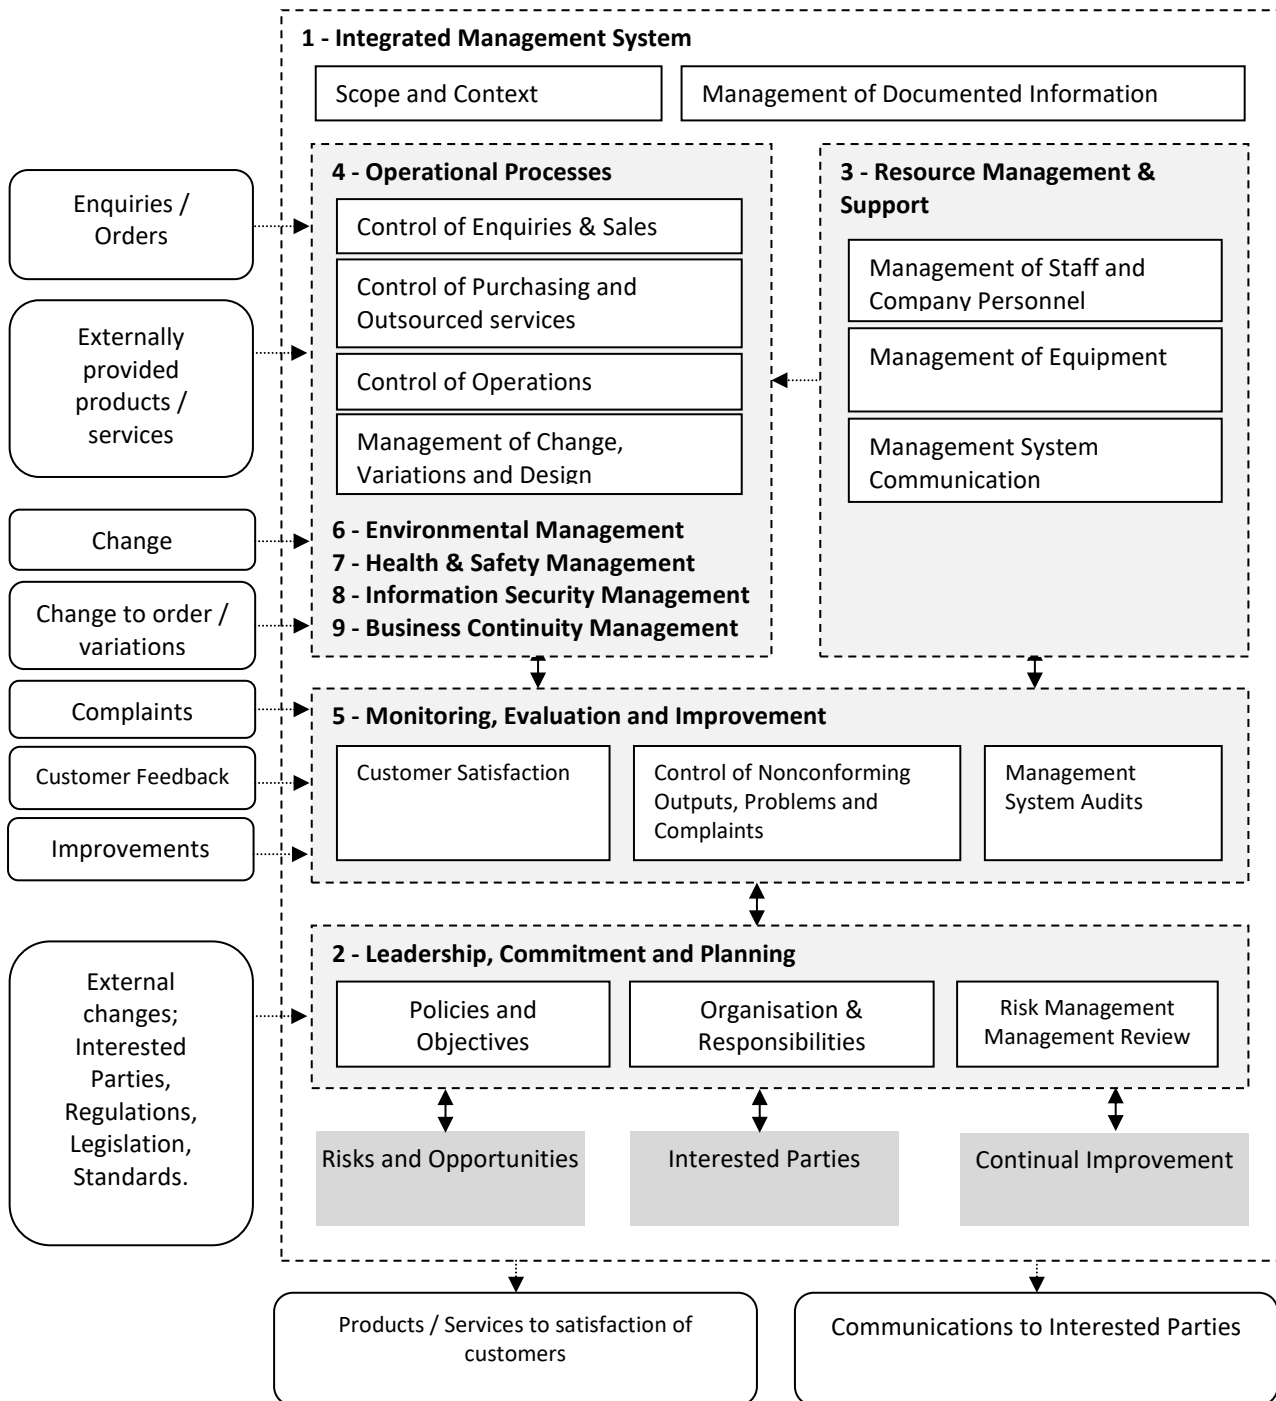 1 - Integrated Management System
Scope and Context
Management of Documented Information
4 - Operational Processes
Control of Enquiries & Sales
Control of Purchasing and
Outsourced services
Control of Operations
Management of Change,
Variations and Design
6 - Environmental Management
7 - Health & Safety Management
8 - Information Security Management
9 - Business Continuity Management
3 - Resource Management &
Support
Management of Staff and
Company Personnel
Management of Equipment
Management System
Communication
Enquiries /
Orders
Externally
provided
products /
services
Change
Change to order /
variations
Complaints
Customer Feedback
Improvements
5 - Monitoring, Evaluation and Improvement
Customer Satisfaction
Control of Nonconforming
Outputs, Problems and
Complaints
Management
System Audits
External
changes;
Interested
Parties,
Regulations,
Legislation,
Standards.
2 - Leadership, Commitment and Planning
Policies and
Objectives
Organisation &
Responsibilities
Risk Management
Management Review
Risks and Opportunities
Interested Parties
Continual Improvement
Products / Services to satisfaction of
customers
Communications to Interested Parties